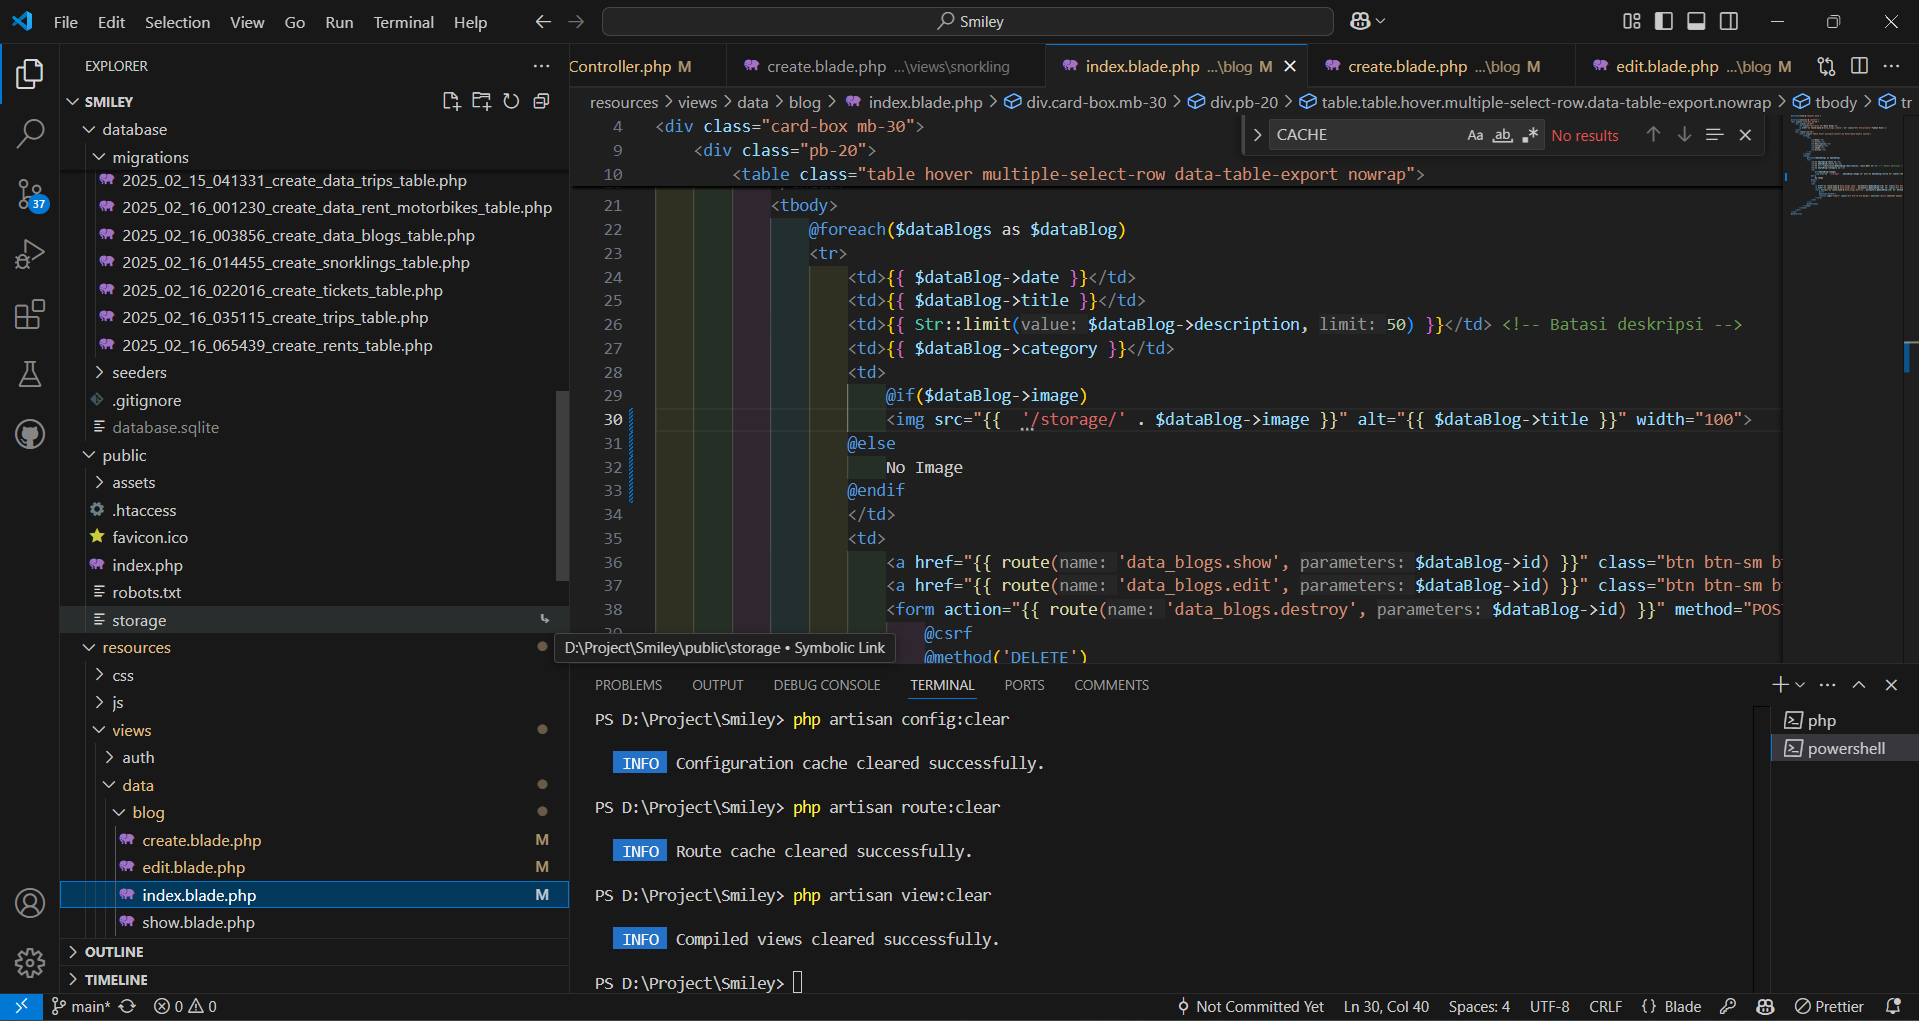 File Edit Selection View Go Run Terminal Help
Smiley
EXPLORER
SMILEY
database
migrations
2025_02_15_041331_create_data_trips_table.php
2025_02_16_001230_create_data_rent_motorbikes_table.php
2025_02_16_003856_create_data_blogs_table.php
2025_02_16_014455_create_snorklings_table.php
2025_02_16_022016_create_tickets_table.php
2025_02_16_035115_create_trips_table.php
2025_02_16_065439_create_rents_table.php
seeders
.gitignore
database.sqlite
public
assets
.htaccess
favicon.ico
index.php
robots.txt
storage
resources
css
js
views
auth
data
blog
create.blade.php M
edit.blade.php M
index.blade.php M
show.blade.php
OUTLINE
TIMELINE
37
Controller.php M
create.blade.php ...\views\snorkling
index.blade.php ...\blog M
create.blade.php ...\blog M
edit.blade.php ...\blog M
resources > views > data > blog > index.blade.php > div.card-box.mb-30 > div.pb-20 > table.table.hover.multiple-select-row.data-table-export.nowrap > tbody > tr
CACHE Aa ab No results
4 <div class="card-box mb-30">
9 <div class="pb-20">
10 <table class="table hover multiple-select-row data-table-export nowrap">
21 <tbody>
22 @foreach($dataBlogs as $dataBlog)
23 <tr>
24 <td>{{ $dataBlog->date }}</td>
25 <td>{{ $dataBlog->title }}</td>
26 <td>{{ Str::limit(value: $dataBlog->description, limit: 50) }}</td> <!-- Batasi deskripsi -->
27 <td>{{ $dataBlog->category }}</td>
28 <td>
29 @if($dataBlog->image)
30 <img src="{{ '/storage/' . $dataBlog->image }}" alt="{{ $dataBlog->title }}" width="100">
31 @else
32 No Image
33 @endif
34 </td>
35 <td>
36 <a href="{{ route(name: 'data_blogs.show', parameters: $dataBlog->id) }}" class="btn btn-sm b
37 <a href="{{ route(name: 'data_blogs.edit', parameters: $dataBlog->id) }}" class="btn btn-sm b
38 <form action="{{ route(name: 'data_blogs.destroy', parameters: $dataBlog->id) }}" method="POS
39 @csrf
@method('DELETE')
D:\Project\Smiley\public\storage • Symbolic Link
PROBLEMS OUTPUT DEBUG CONSOLE TERMINAL PORTS COMMENTS
PS D:\Project\Smiley> php artisan config:clear
INFO Configuration cache cleared successfully.
PS D:\Project\Smiley> php artisan route:clear
INFO Route cache cleared successfully.
PS D:\Project\Smiley> php artisan view:clear
INFO Compiled views cleared successfully.
PS D:\Project\Smiley>
php
powershell
main* 0 0 Not Committed Yet Ln 30, Col 40 Spaces: 4 UTF-8 CRLF {} Blade Prettier